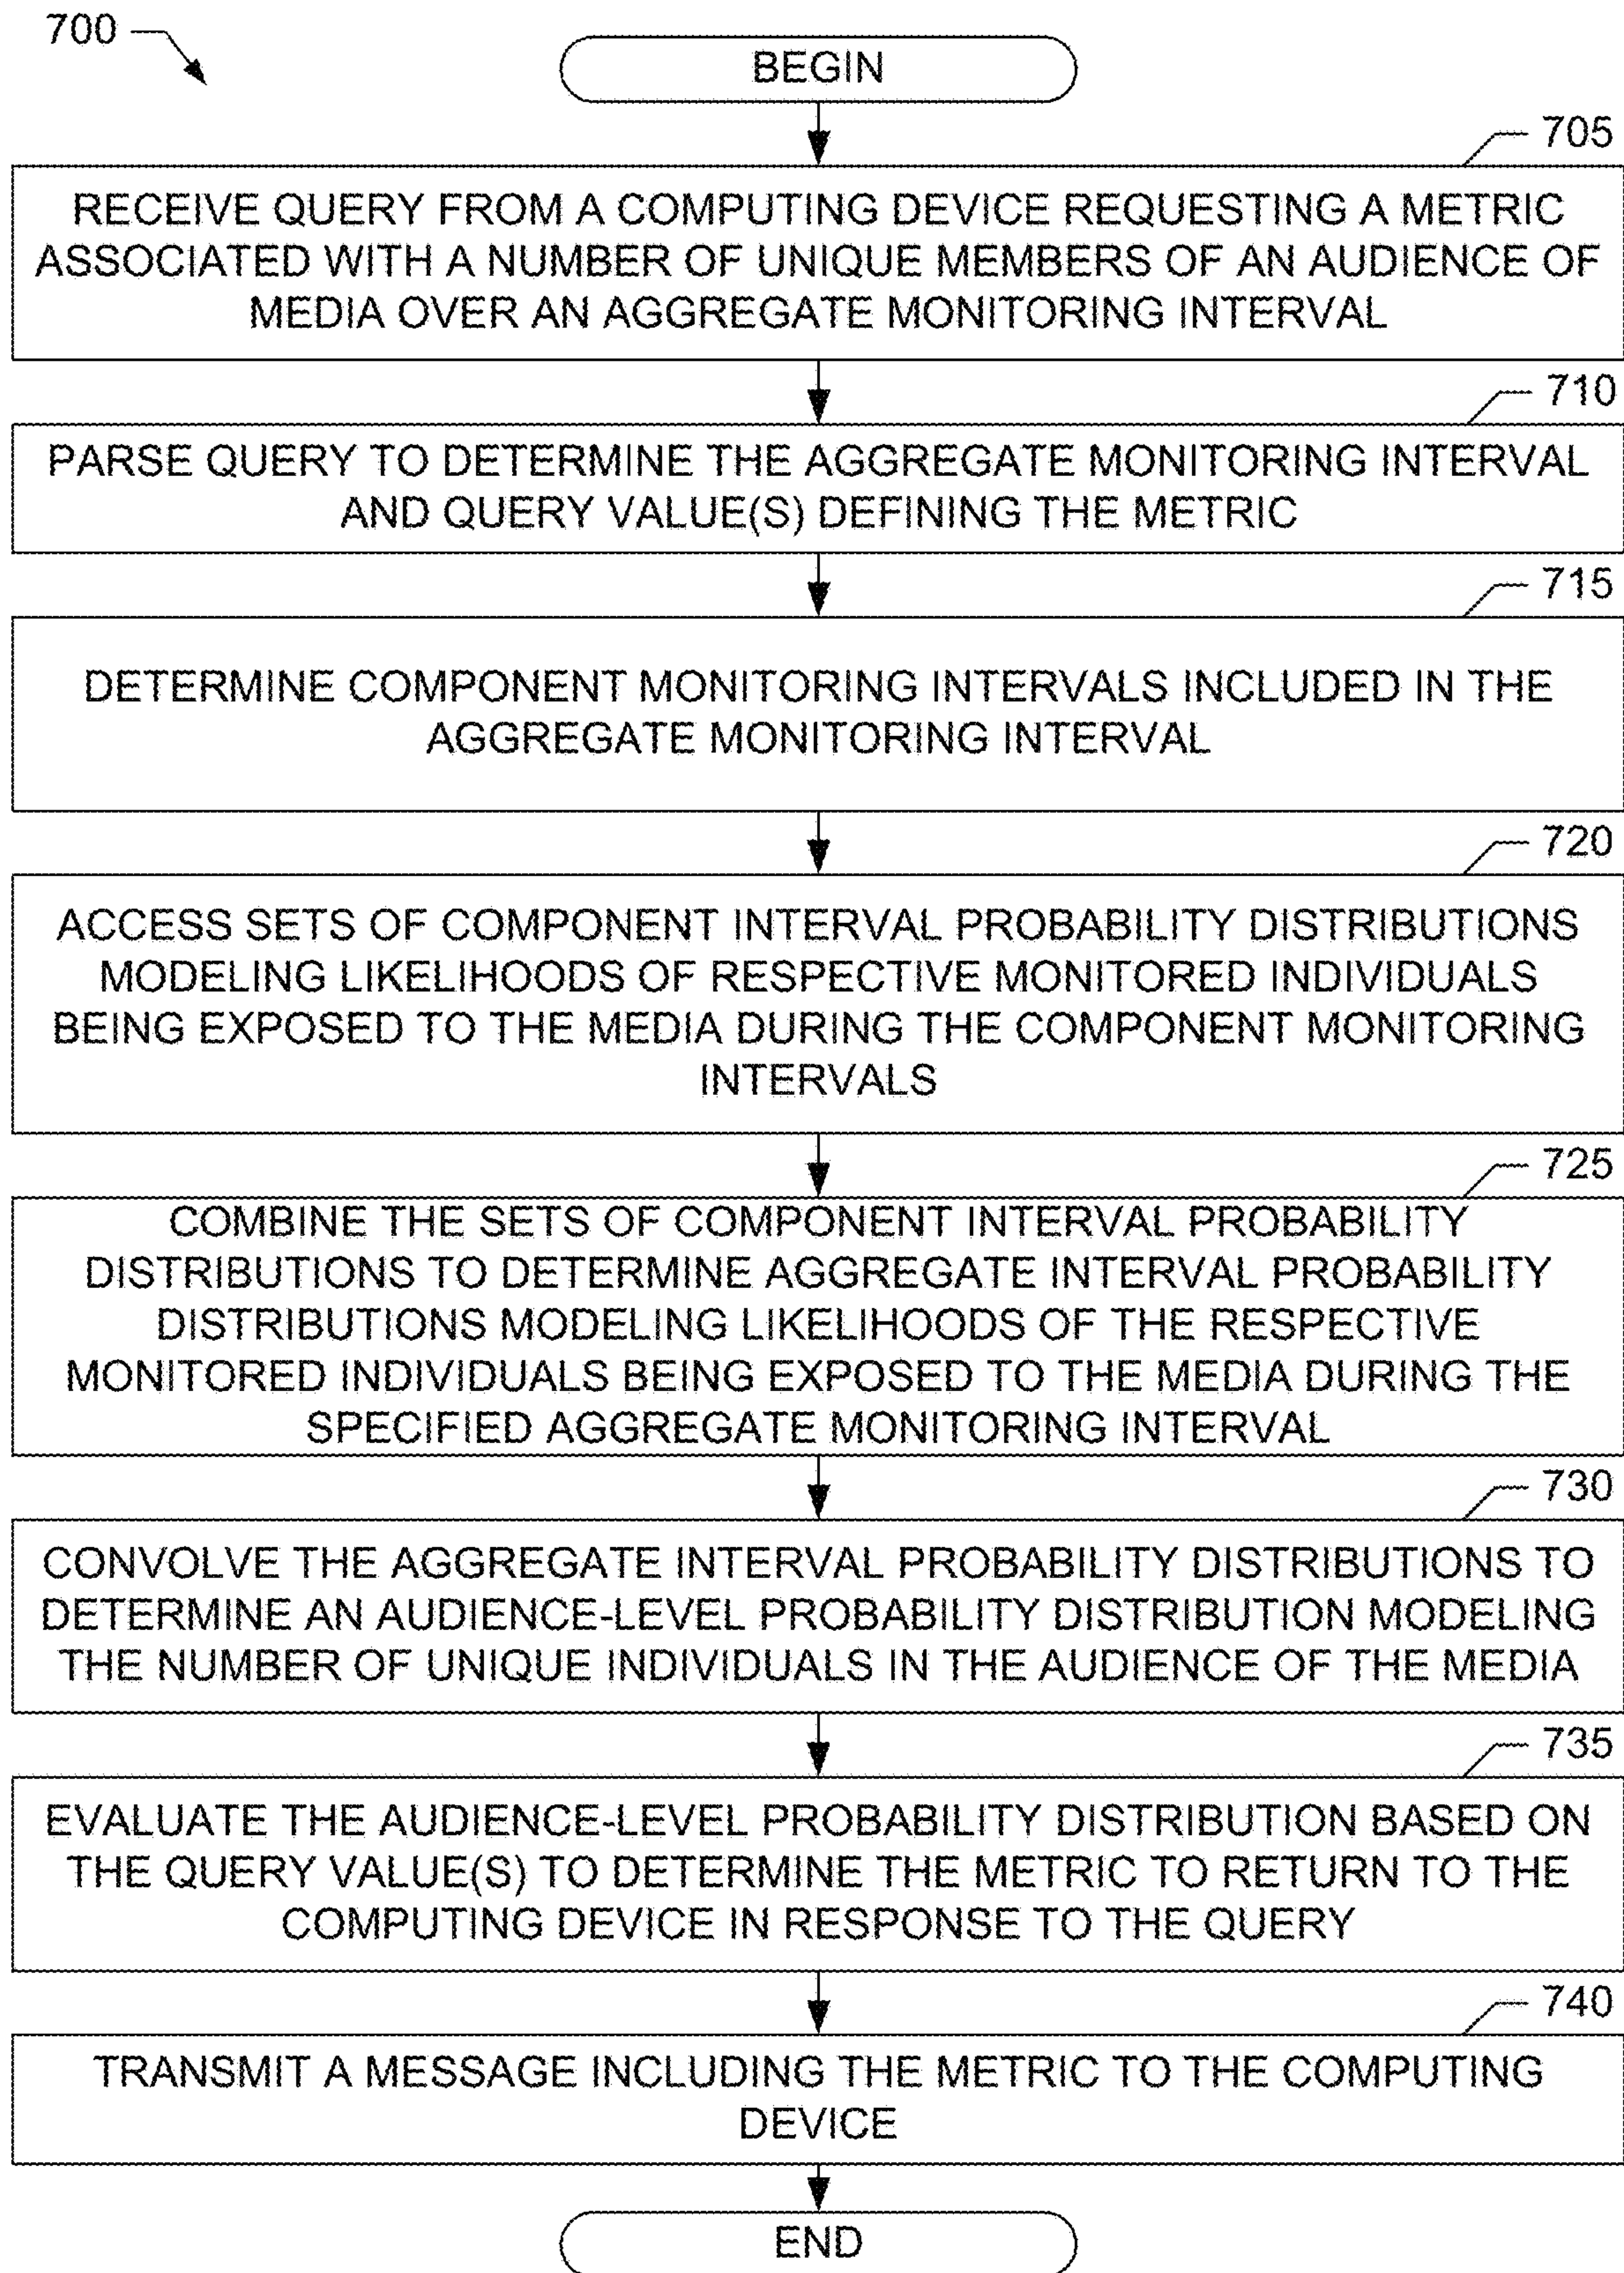 700
BEGIN
705
RECEIVE QUERY FROM A COMPUTING DEVICE REQUESTING A METRIC
ASSOCIATED WITH A NUMBER OF UNIQUE MEMBERS OF AN AUDIENCE OF
MEDIA OVER AN AGGREGATE MONITORING INTERVAL
710
PARSE QUERY TO DETERMINE THE AGGREGATE MONITORING INTERVAL
AND QUERY VALUE(S) DEFINING THE METRIC
715
DETERMINE COMPONENT MONITORING INTERVALS INCLUDED IN THE
AGGREGATE MONITORING INTERVAL
720
ACCESS SETS OF COMPONENT INTERVAL PROBABILITY DISTRIBUTIONS
MODELING LIKELIHOODS OF RESPECTIVE MONITORED INDIVIDUALS
BEING EXPOSED TO THE MEDIA DURING THE COMPONENT MONITORING
INTERVALS
725
COMBINE THE SETS OF COMPONENT INTERVAL PROBABILITY
DISTRIBUTIONS TO DETERMINE AGGREGATE INTERVAL PROBABILITY
DISTRIBUTIONS MODELING LIKELIHOODS OF THE RESPECTIVE
MONITORED INDIVIDUALS BEING EXPOSED TO THE MEDIA DURING THE
SPECIFIED AGGREGATE MONITORING INTERVAL
730
CONVOLVE THE AGGREGATE INTERVAL PROBABILITY DISTRIBUTIONS TO
DETERMINE AN AUDIENCE-LEVEL PROBABILITY DISTRIBUTION MODELING
THE NUMBER OF UNIQUE INDIVIDUALS IN THE AUDIENCE OF THE MEDIA
735
EVALUATE THE AUDIENCE-LEVEL PROBABILITY DISTRIBUTION BASED ON
THE QUERY VALUE(S) TO DETERMINE THE METRIC TO RETURN TO THE
COMPUTING DEVICE IN RESPONSE TO THE QUERY
740
TRANSMIT A MESSAGE INCLUDING THE METRIC TO THE COMPUTING
DEVICE
END